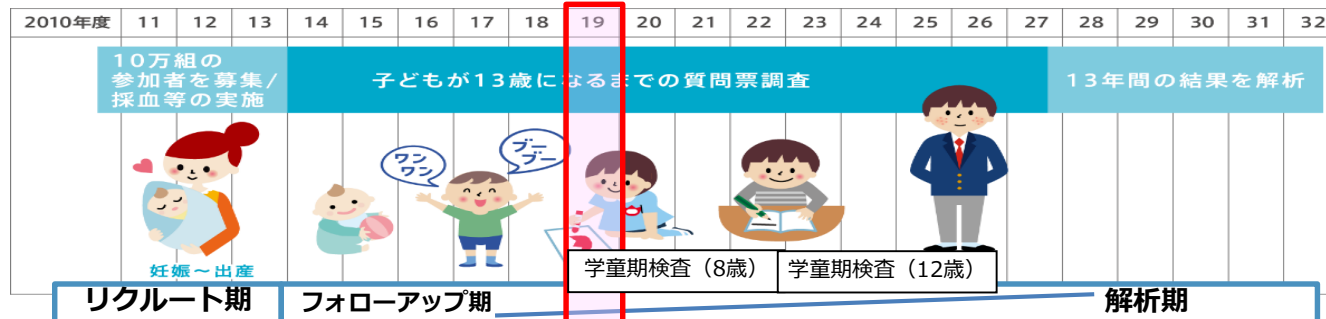 2010年度 11 12 13 14 15 16 17 18 19 20 21 22 23 24 25 26 27 28 29 30 31 32
10万組の
参加者を募集/
採血等の実施
子どもが13歳になるまでの質問票調査
13年間の結果を解析
ワン
ワン
ブー
ブー
妊娠～出産
学童期検査（8歳）
学童期検査（12歳）
リクルート期
フォローアップ期
解析期